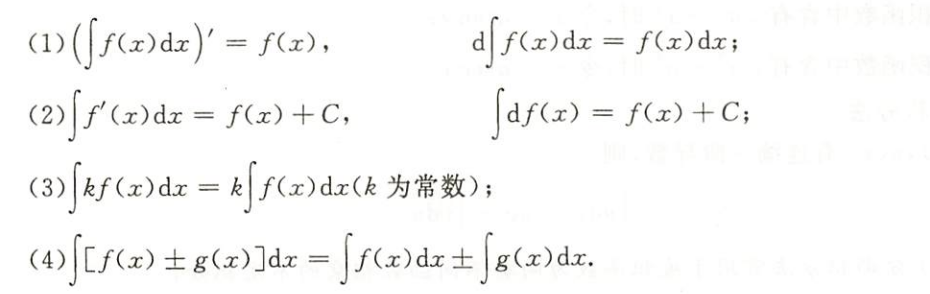 (1) (∫f(x)dx)′ = f(x), d∫f(x)dx = f(x)dx;
(2) ∫f′(x)dx = f(x) + C, ∫df(x) = f(x) + C;
(3) ∫kf(x)dx = k∫f(x)dx(k 为常数);
(4) ∫[f(x) ± g(x)]dx = ∫f(x)dx ± ∫g(x)dx.